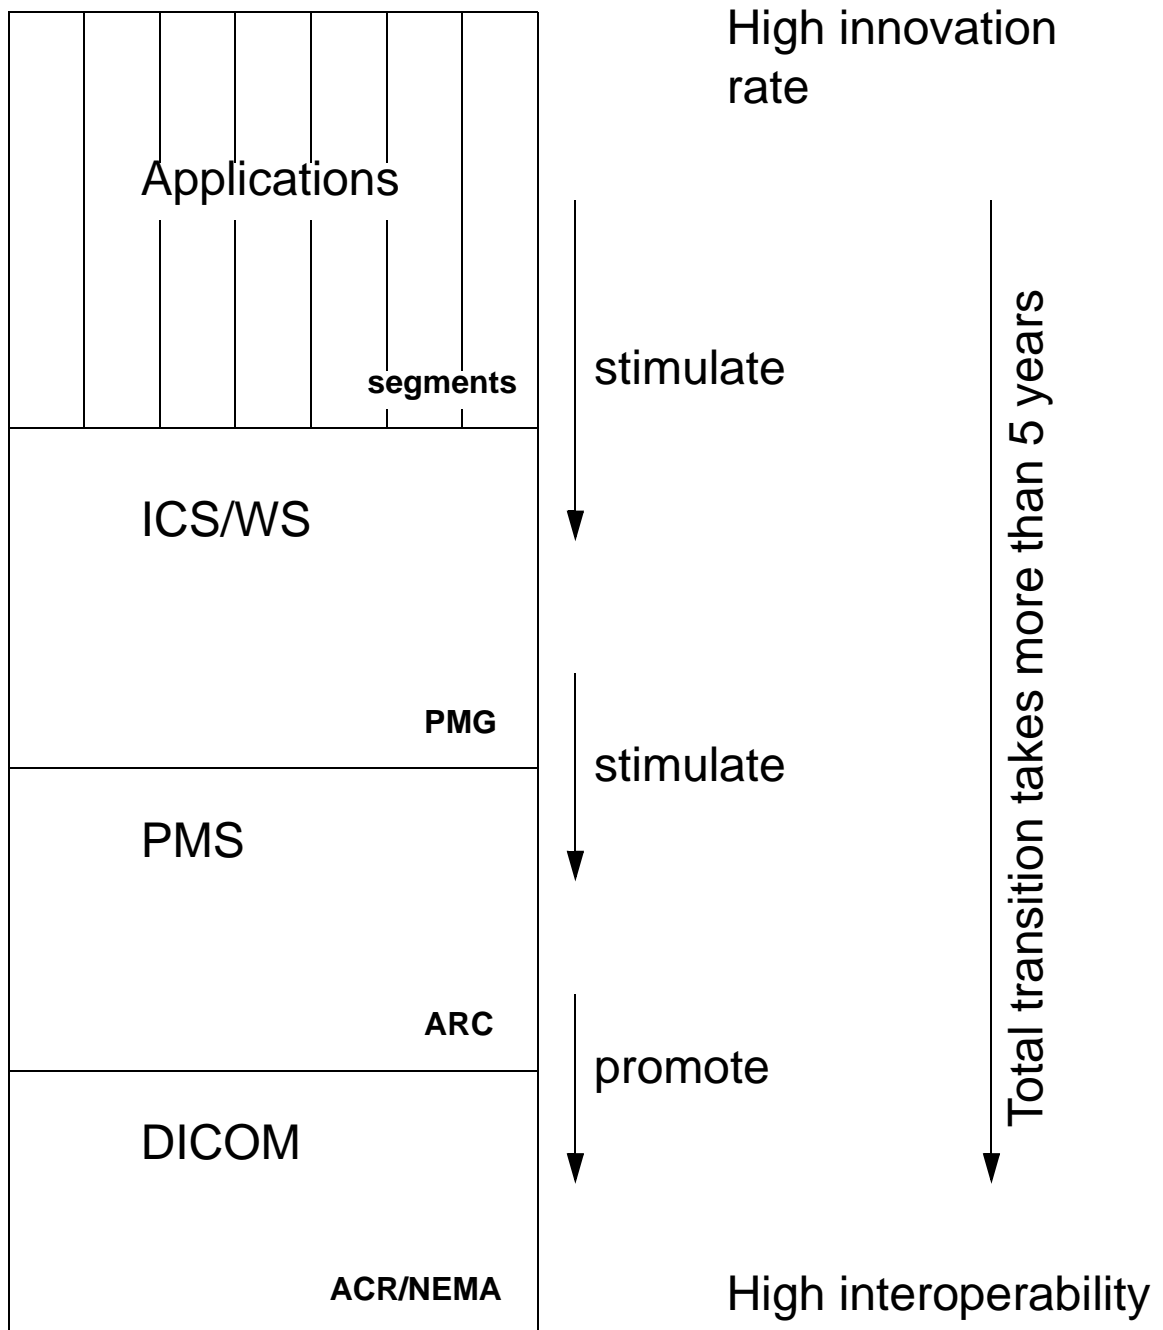 High innovation
rate
Applications
stimulate
segments
ICS/WS
PMG
stimulate
PMS
ARC
promote
DICOM
ACR/NEMA
High interoperability
Total transition takes more than 5 years